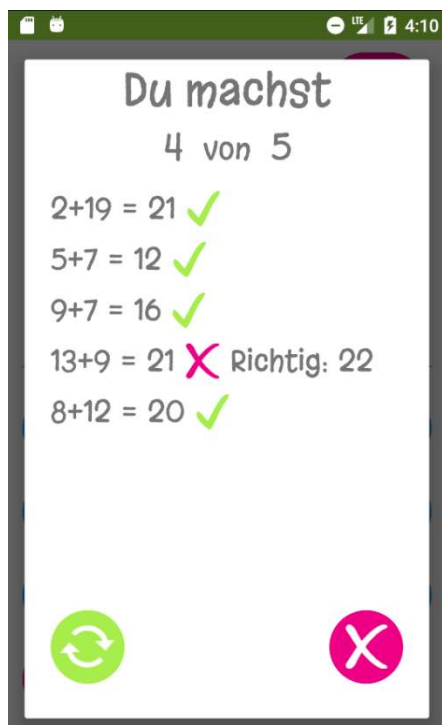 LTE 4:10
Du machst
4 von 5
2+19 = 21
5+7 = 12
9+7 = 16
13+9 = 21 Richtig: 22
8+12 = 20